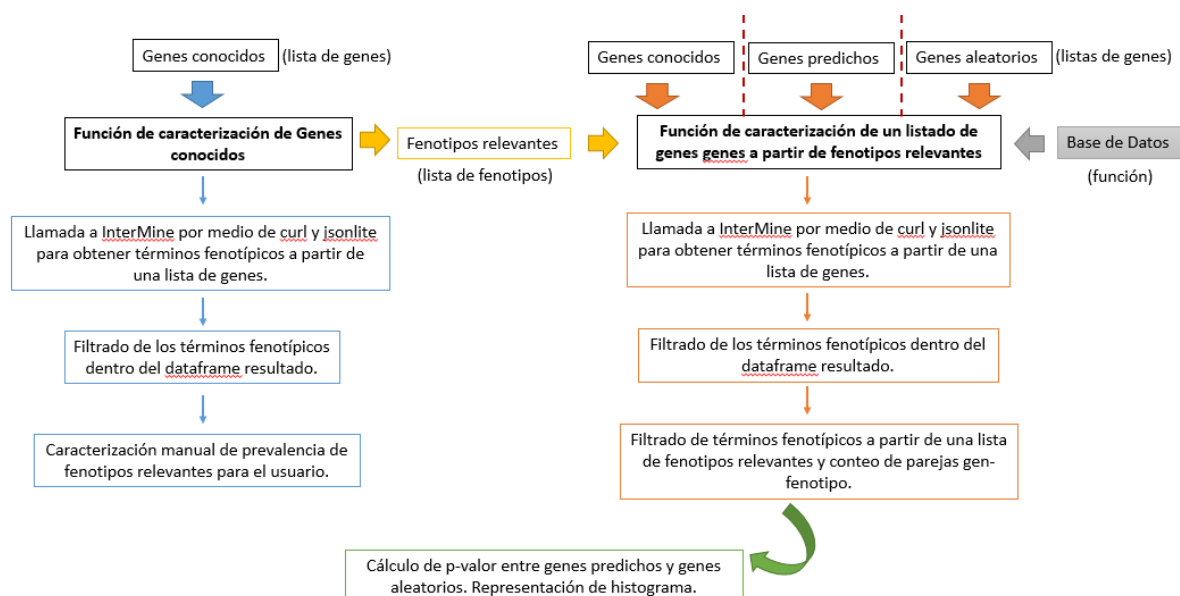 Genes conocidos (lista de genes)
Función de caracterización de Genes
conocidos
Llamada a InterMine por medio de curl y jsonlite
para obtener términos fenotípicos a partir de
una lista de genes.
Filtrado de los términos fenotípicos
dentro del dataframe resultado.
Caracterización manual de prevalencia de
fenotipos relevantes para el usuario.
Fenotipos relevantes
(lista de fenotipos)
Genes conocidos
Genes predichos
Genes aleatorios (listas de genes)
Función de caracterización de un listado de
genes genes a partir de fenotipos relevantes
Base de Datos
(función)
Llamada a InterMine por medio de curl y jsonlite
para obtener términos fenotípicos a partir de una
lista de genes.
Filtrado de los términos fenotípicos dentro del
dataframe resultado.
Filtrado de términos fenotípicos a partir de una lista
de fenotipos relevantes y conteo de parejas gen-
fenotipo.
Cálculo de p-valor entre genes predichos y genes
aleatorios. Representación de histograma.